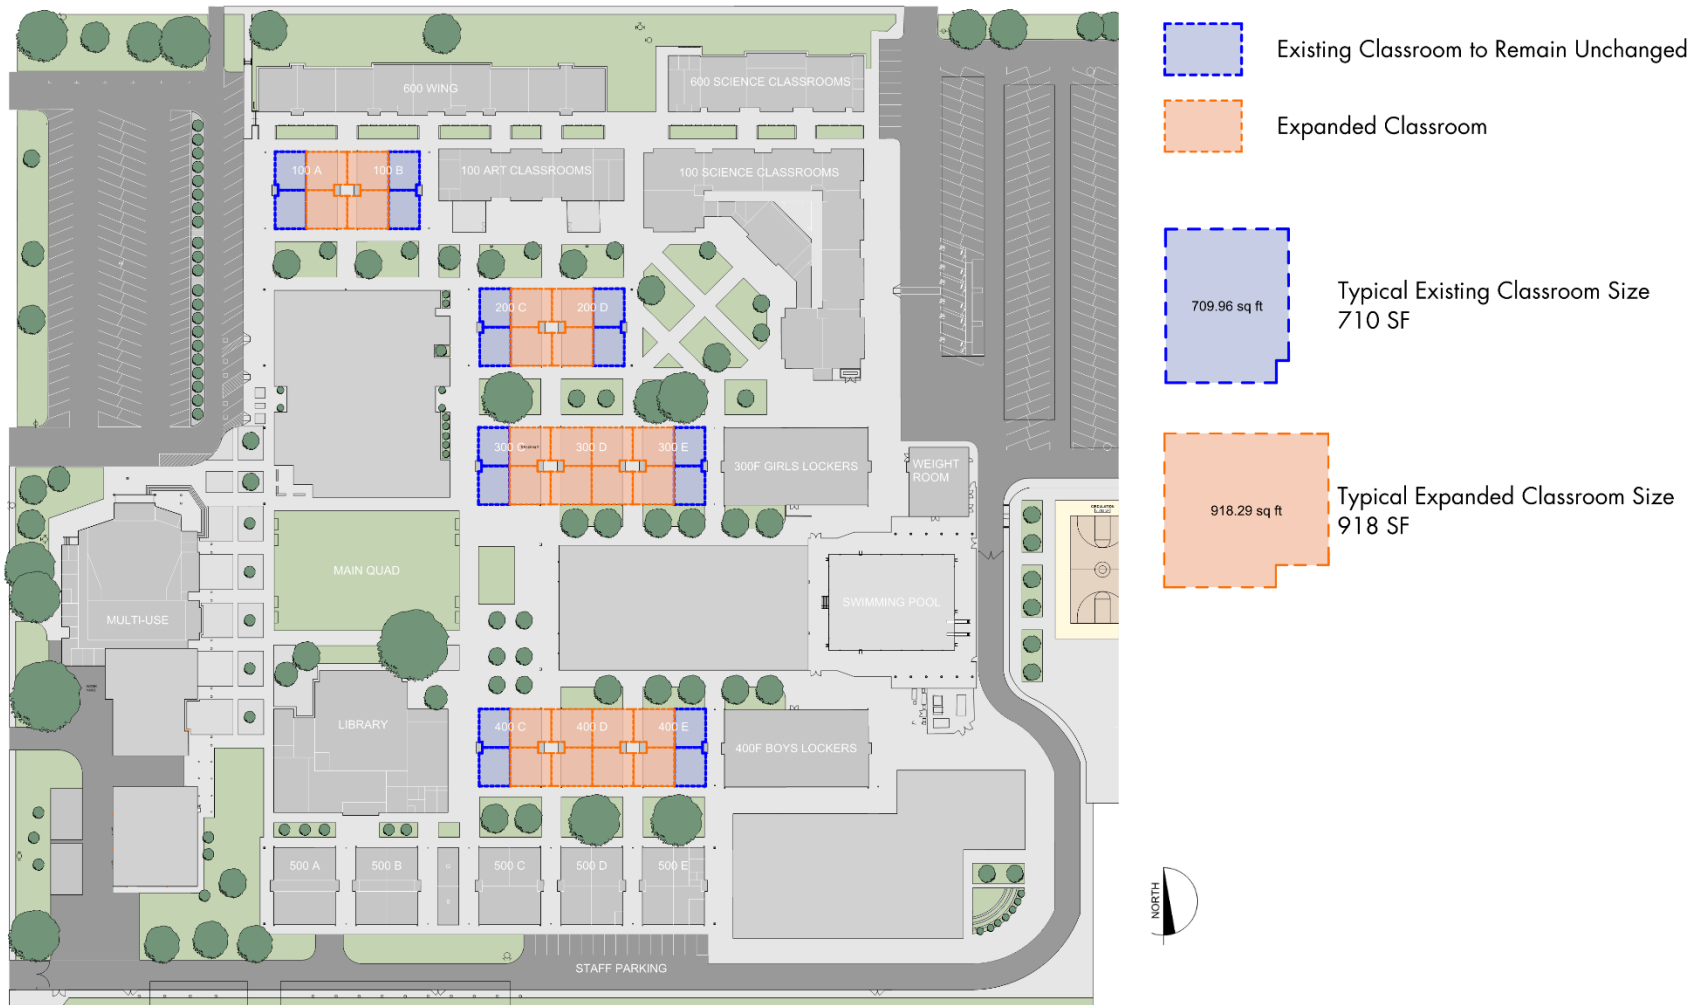 Existing Classroom to Remain Unchanged
Expanded Classroom
709.96 sq ft
Typical Existing Classroom Size
710 SF
918.29 sq ft
Typical Expanded Classroom Size
918 SF
NORTH
600 WING
600 SCIENCE CLASSROOMS
100 A
100 B
100 ART CLASSROOMS
100 SCIENCE CLASSROOMS
200 C
200 D
300 C
300 D
300 E
300F GIRLS LOCKERS
WEIGHT
ROOM
MAIN QUAD
MULTI-USE
SWIMMING POOL
LIBRARY
400 C
400 D
400 E
400F BOYS LOCKERS
500 A
500 B
500 C
500 D
500 E
STAFF PARKING